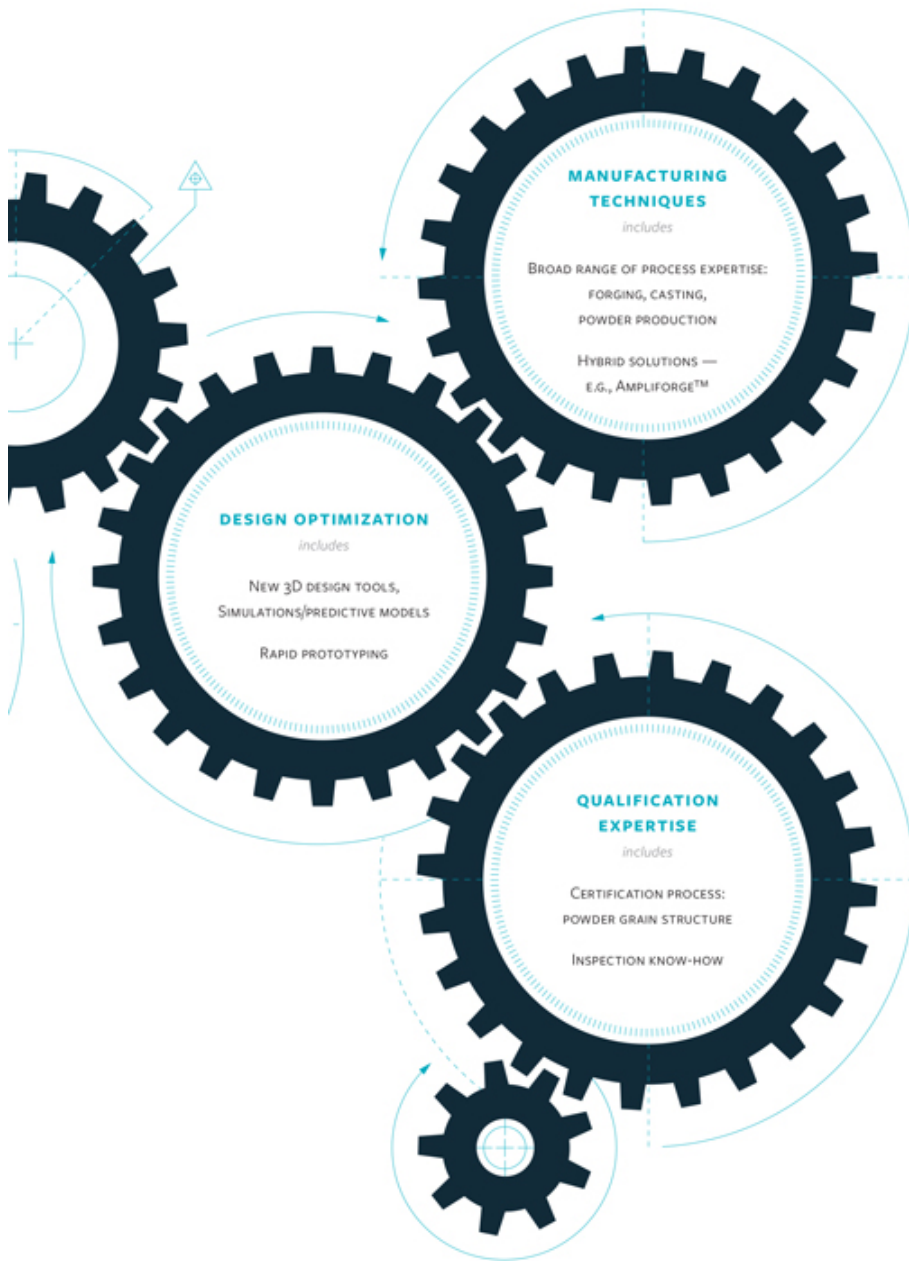 MANUFACTURING
TECHNIQUES
includes
BROAD RANGE OF PROCESS EXPERTISE:
FORGING, CASTING,
POWDER PRODUCTION
HYBRID SOLUTIONS —
E.G., AMPLIFORGE™
DESIGN OPTIMIZATION
includes
NEW 3D DESIGN TOOLS,
SIMULATIONS/PREDICTIVE MODELS
RAPID PROTOTYPING
QUALIFICATION
EXPERTISE
includes
CERTIFICATION PROCESS:
POWDER GRAIN STRUCTURE
INSPECTION KNOW-HOW